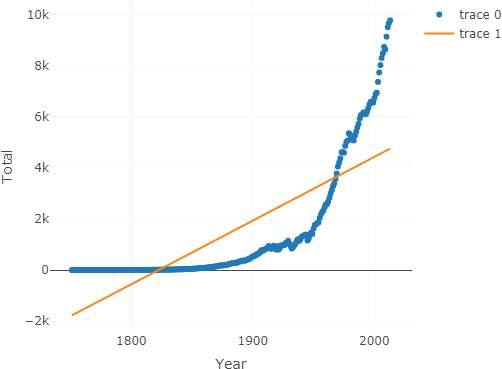 10k
8k
6k
4k
2k
0
−2k
1800
1900
2000
Year
Total
trace 0
trace 1